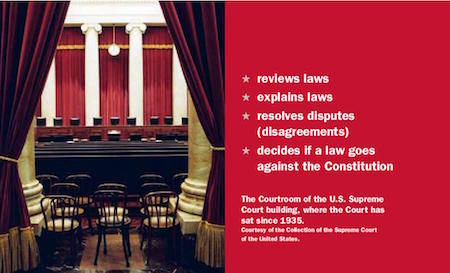 ★ reviews laws
★ explains laws
★ resolves disputes
(disagreements)
★ decides if a law goes
against the Constitution
The Courtroom of the U.S. Supreme
Court building, where the Court has
sat since 1935.
Courtesy of the Collection of the Supreme Court
of the United States.